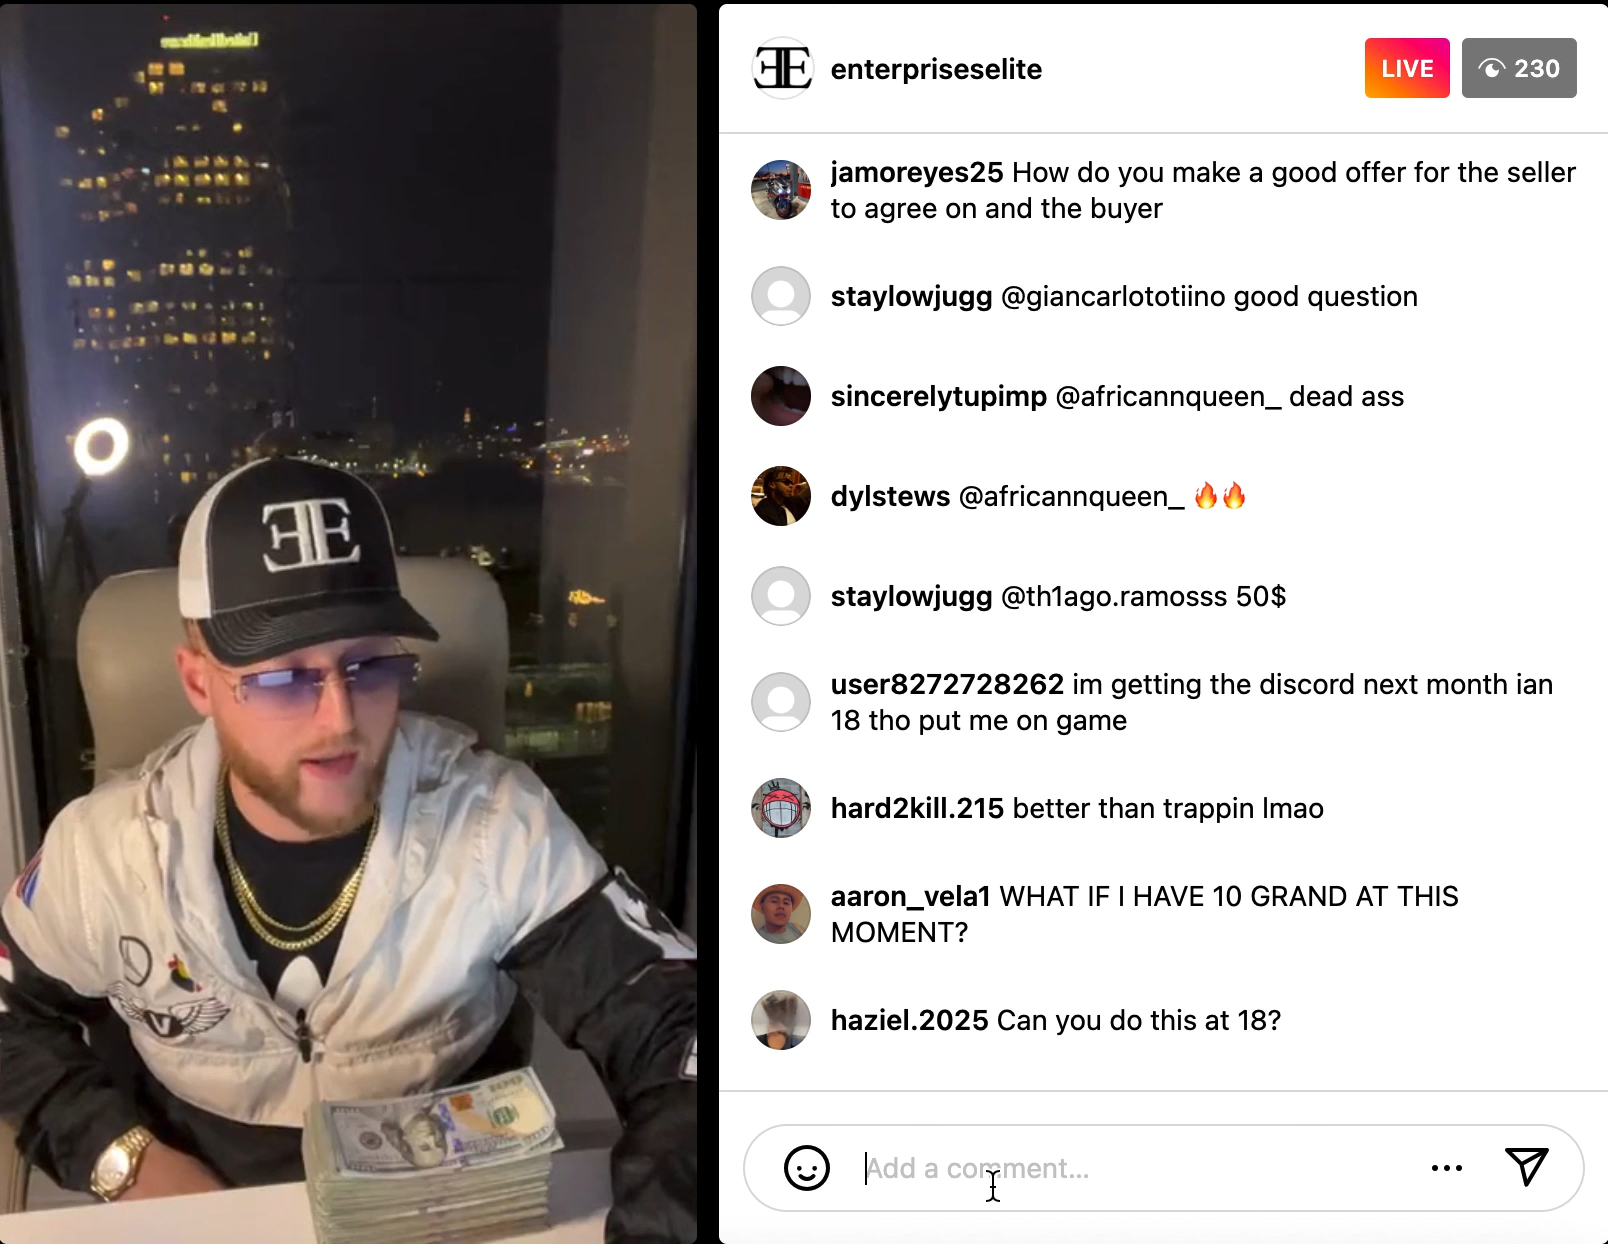 enterpriseselite
LIVE
230
jamoreyes25 How do you make a good offer for the seller
to agree on and the buyer
staylowjugg @giancarlototiino good question
sincerelytupimp @africannqueen_ dead ass
dylstews @africannqueen_ 🔥🔥
staylowjugg @th1ago.ramosss 50$
user8272728262 im getting the discord next month ian
18 tho put me on game
hard2kill.215 better than trappin lmao
aaron_vela1 WHAT IF I HAVE 10 GRAND AT THIS
MOMENT?
haziel.2025 Can you do this at 18?
Add a comment...
100